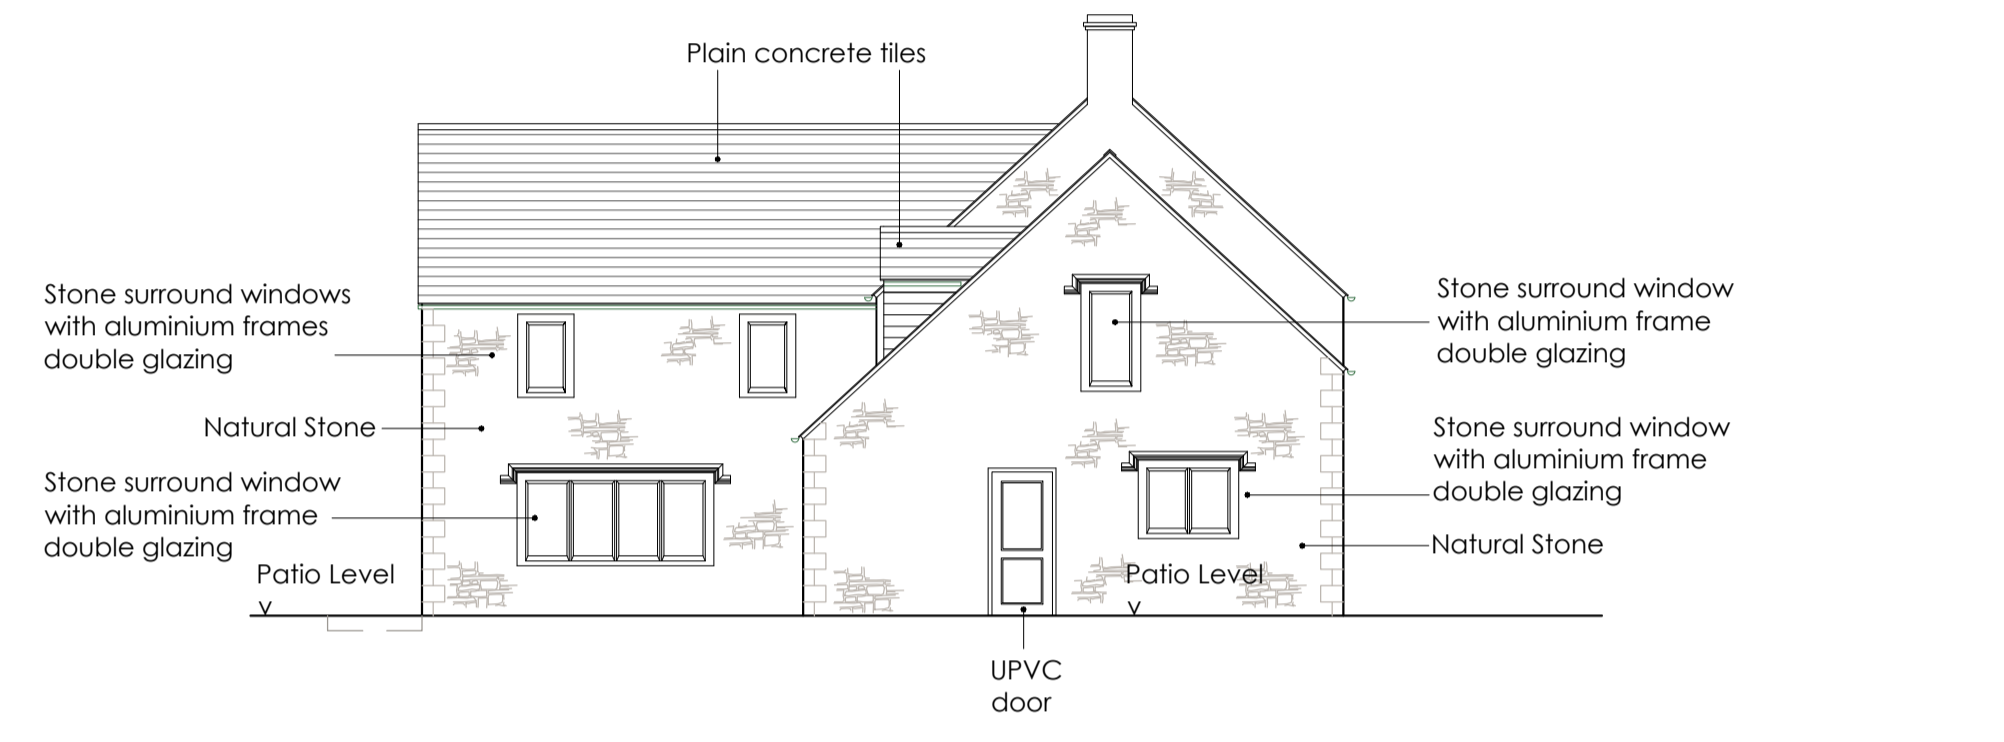 Plain concrete tiles
Stone surround windows
with aluminium frames
double glazing
Natural Stone
Stone surround window
with aluminium frame
double glazing
Patio Level
v
Stone surround window
with aluminium frame
double glazing
Stone surround window
with aluminium frame
double glazing
Natural Stone
Patio Level
v
UPVC
door